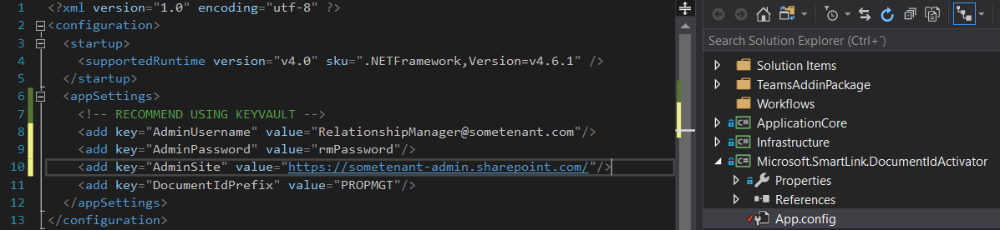 1 <?xml version="1.0" encoding="utf-8" ?>
2 <configuration>
3 <startup>
4 <supportedRuntime version="v4.0" sku=".NETFramework,Version=v4.6.1" />
5 </startup>
6 <appSettings>
7 <!-- RECOMMEND USING KEYVAULT -->
8 <add key="AdminUsername" value="RelationshipManager@sometenant.com"/>
9 <add key="AdminPassword" value="rmPassword"/>
10 <add key="AdminSite" value="https://sometenant-admin.sharepoint.com/"/>
11 <add key="DocumentIdPrefix" value="PROPMGT"/>
12 </appSettings>
13 </configuration>
Search Solution Explorer (Ctrl+´)
Solution Items
TeamsAddinPackage
Workflows
C# ApplicationCore
C# Infrastructure
C# Microsoft.SmartLink.DocumentIdActivator
Properties
References
App.config